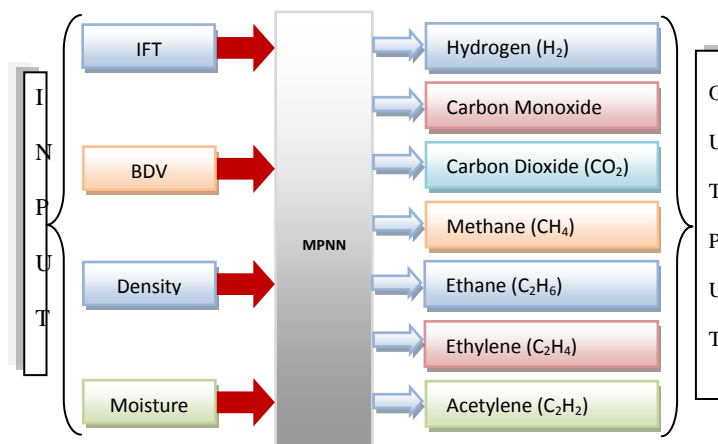 I
N
P
U
T
IFT
BDV
Density
Moisture
MPNN
Hydrogen (H₂)
Carbon Monoxide
Carbon Dioxide (CO₂)
Methane (CH₄)
Ethane (C₂H₆)
Ethylene (C₂H₄)
Acetylene (C₂H₂)
O
U
T
P
U
T